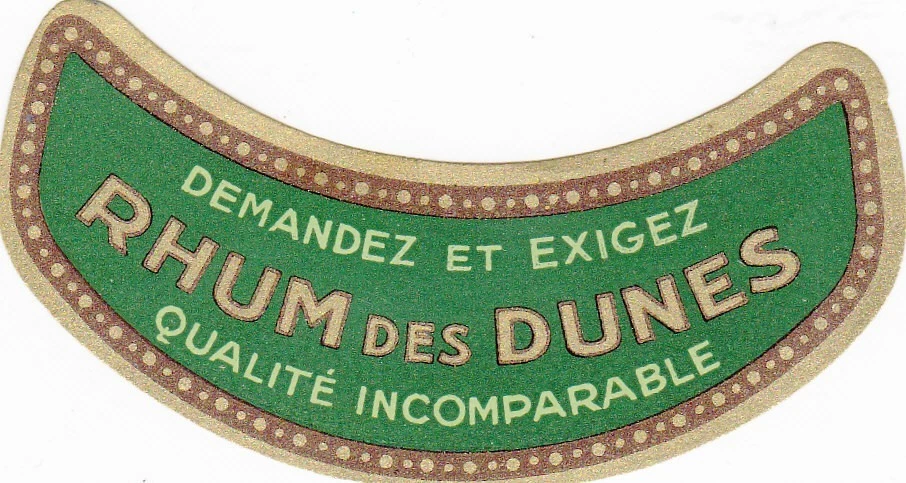 DEMANDEZ ET EXIGEZ
RHUM DES DUNES
QUALITÉ INCOMPARABLE